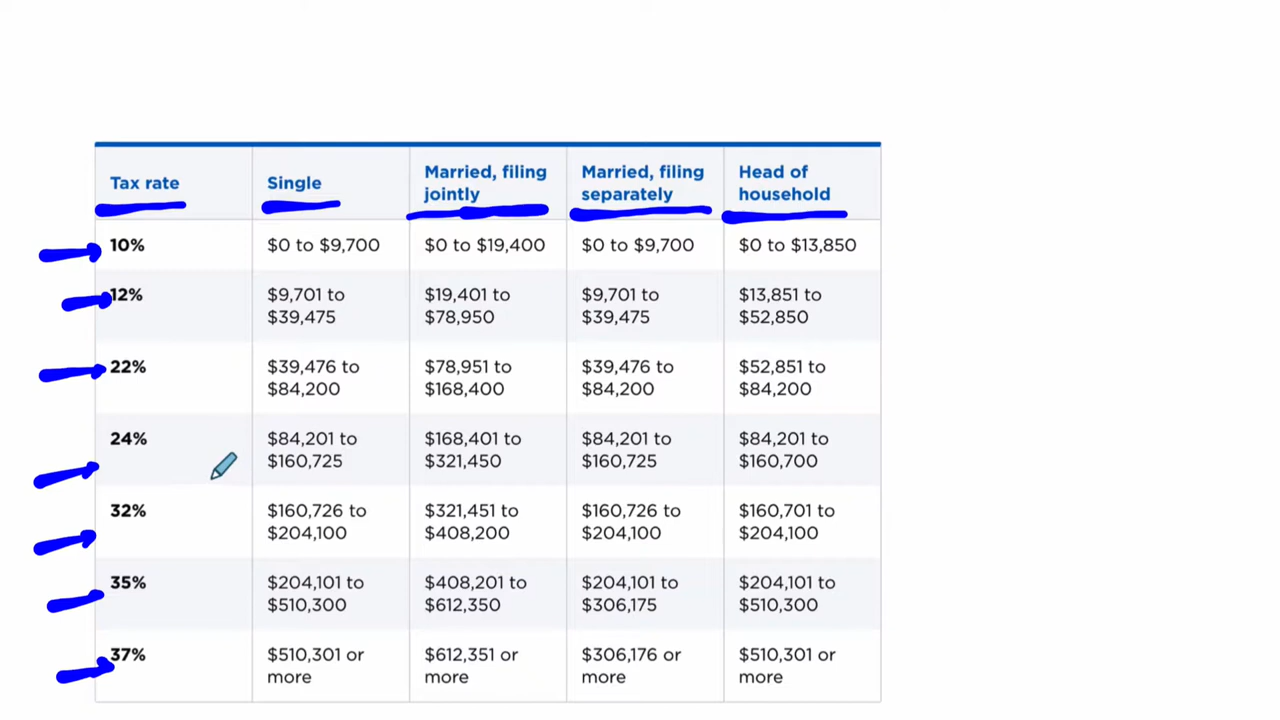 Tax rate
Single
Married, filing
jointly
Married, filing
separately
Head of
household
10%
$0 to $9,700
$0 to $19,400
$0 to $9,700
$0 to $13,850
12%
$9,701 to
$39,475
$19,401 to
$78,950
$9,701 to
$39,475
$13,851 to
$52,850
22%
$39,476 to
$84,200
$78,951 to
$168,400
$39,476 to
$84,200
$52,851 to
$84,200
24%
$84,201 to
$160,725
$168,401 to
$321,450
$84,201 to
$160,725
$84,201 to
$160,700
32%
$160,726 to
$204,100
$321,451 to
$408,200
$160,726 to
$204,100
$160,701 to
$204,100
35%
$204,101 to
$510,300
$408,201 to
$612,350
$204,101 to
$306,175
$204,101 to
$510,300
37%
$510,301 or
more
$612,351 or
more
$306,176 or
more
$510,301 or
more